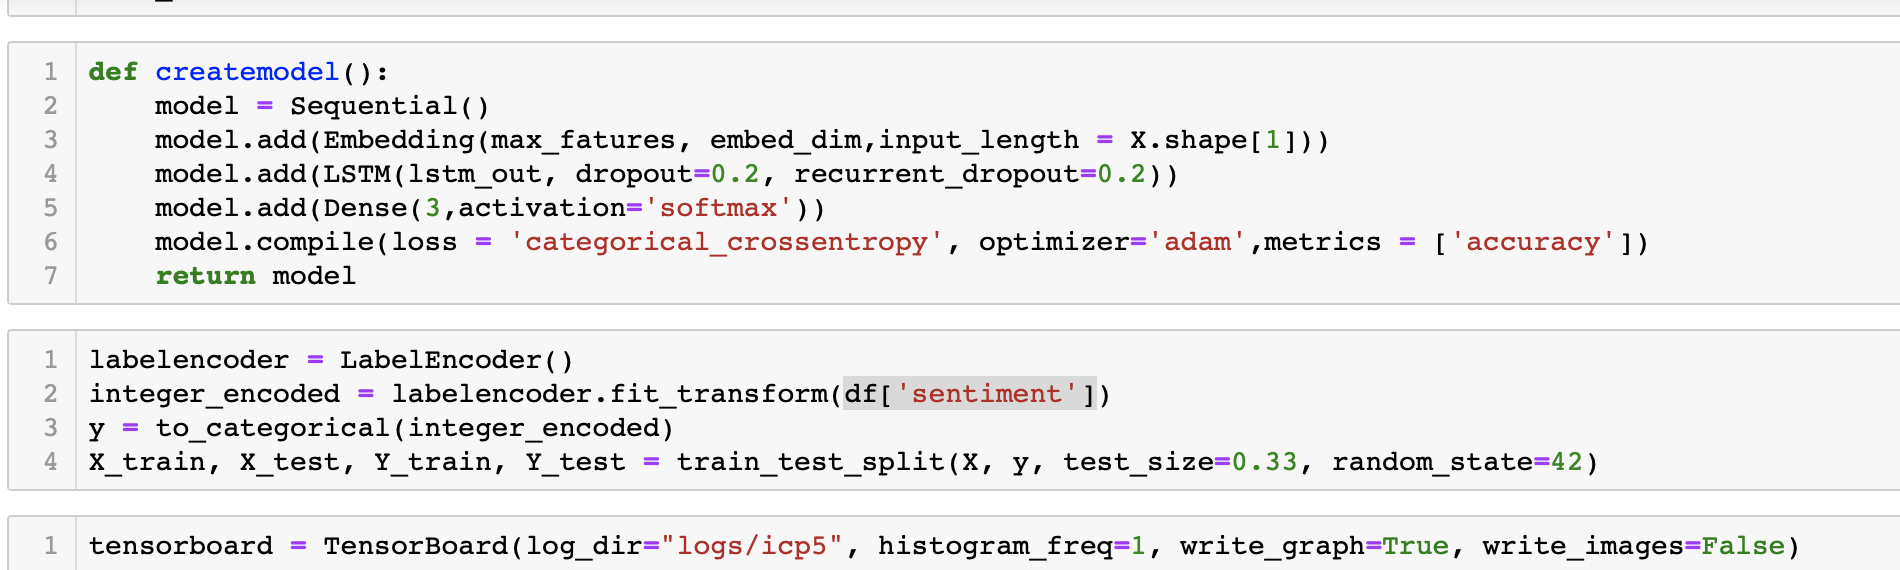 1 def createmodel():
2     model = Sequential()
3     model.add(Embedding(max_fatures, embed_dim,input_length = X.shape[1]))
4     model.add(LSTM(lstm_out, dropout=0.2, recurrent_dropout=0.2))
5     model.add(Dense(3,activation='softmax'))
6     model.compile(loss = 'categorical_crossentropy', optimizer='adam',metrics = ['accuracy'])
7     return model
1 labelencoder = LabelEncoder()
2 integer_encoded = labelencoder.fit_transform(df['sentiment'])
3 y = to_categorical(integer_encoded)
4 X_train, X_test, Y_train, Y_test = train_test_split(X, y, test_size=0.33, random_state=42)
1 tensorboard = TensorBoard(log_dir="logs/icp5", histogram_freq=1, write_graph=True, write_images=False)